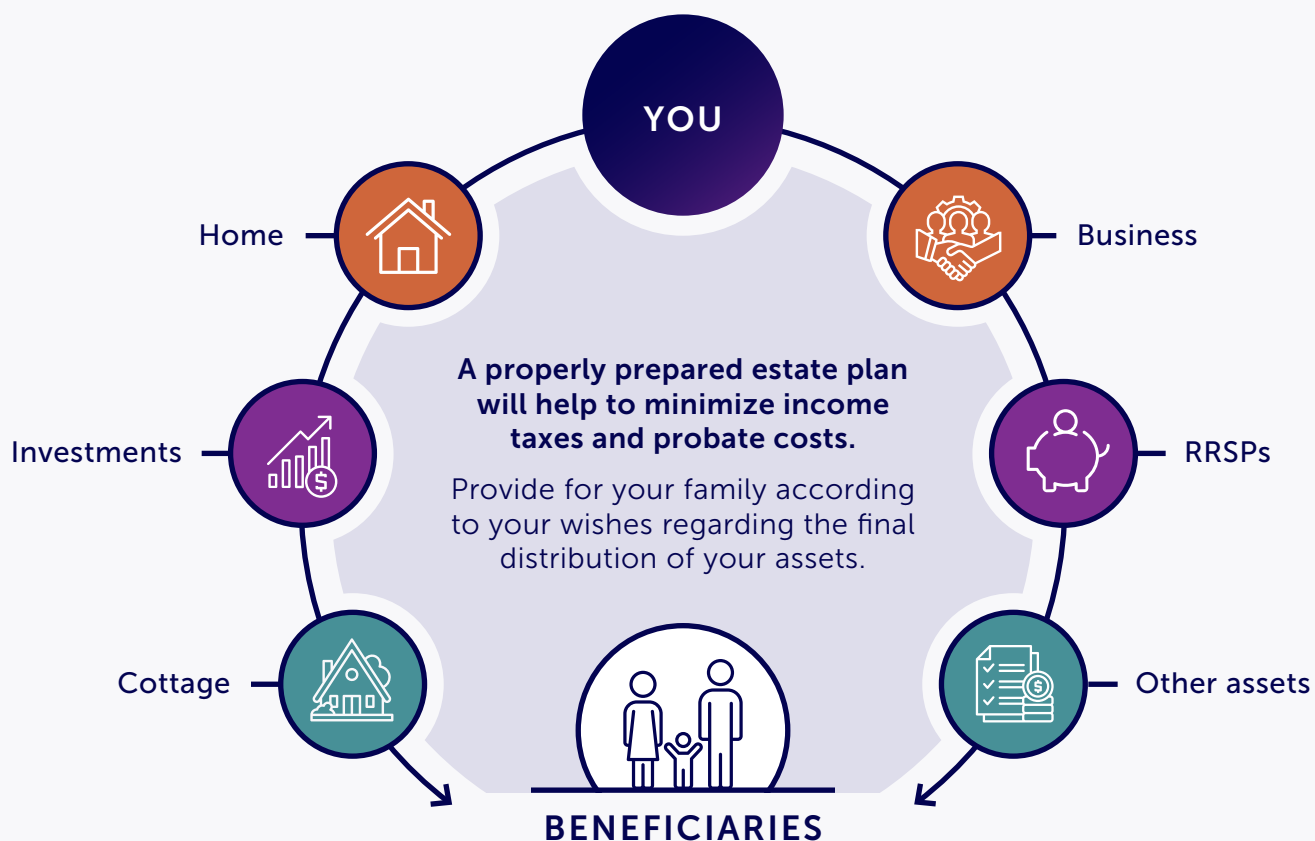 YOU
Home
Business
A properly prepared estate plan
will help to minimize income
taxes and probate costs.
Investments
RRSPs
Provide for your family according
to your wishes regarding the final
distribution of your assets.
Cottage
Other assets
BENEFICIARIES